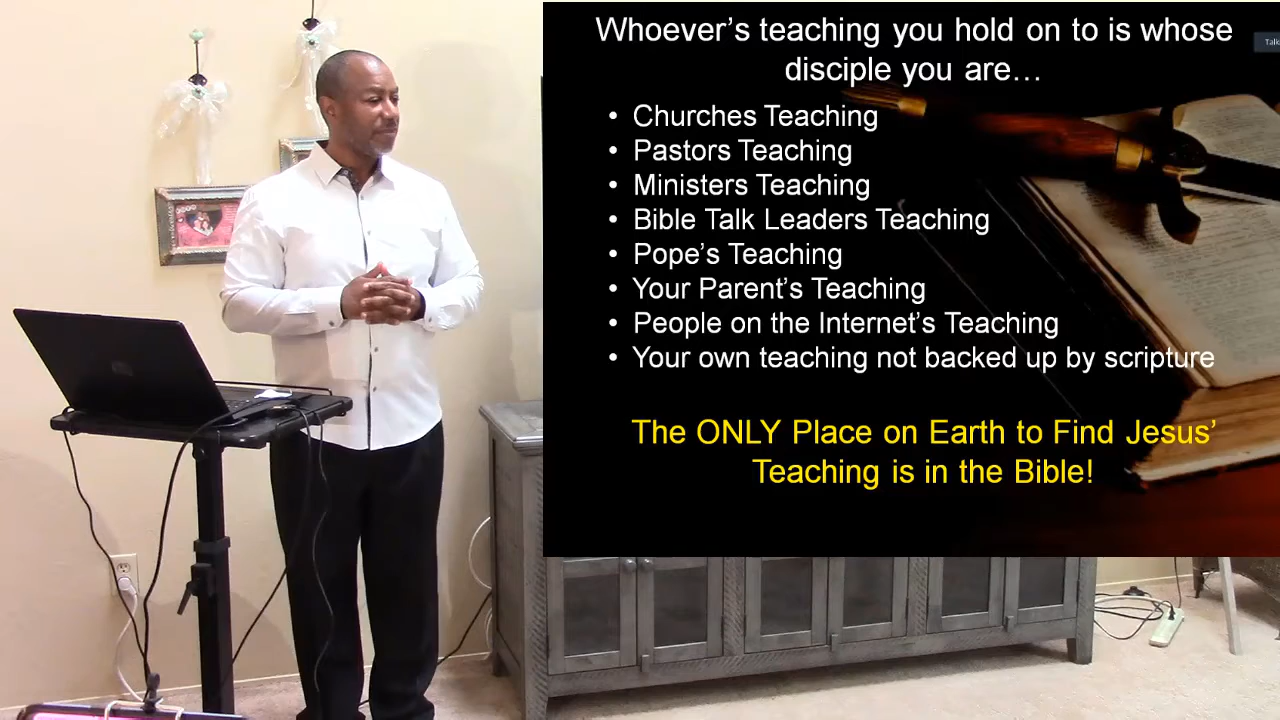 Whoever’s teaching you hold on to is whose
disciple you are…
• Churches Teaching
• Pastors Teaching
• Ministers Teaching
• Bible Talk Leaders Teaching
• Pope’s Teaching
• Your Parent’s Teaching
• People on the Internet’s Teaching
• Your own teaching not backed up by scripture
The ONLY Place on Earth to Find Jesus’
Teaching is in the Bible!